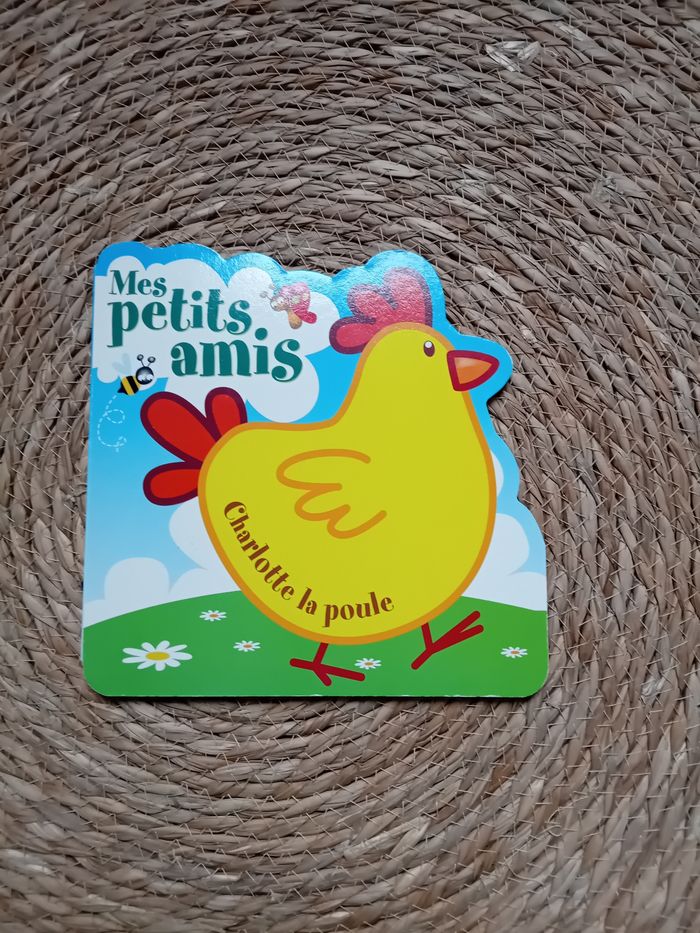 Mes
petits
amis
Charlotte la poule